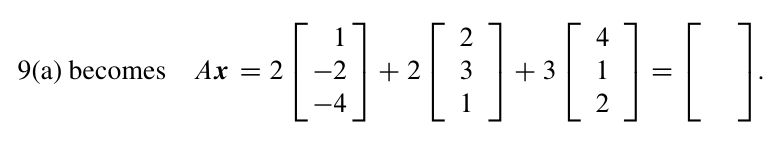 9(a) becomes Ax = 2 [ 1 -2 -4 ] + 2 [ 2 3 1 ] + 3 [ 4 1 2 ] = [ ].